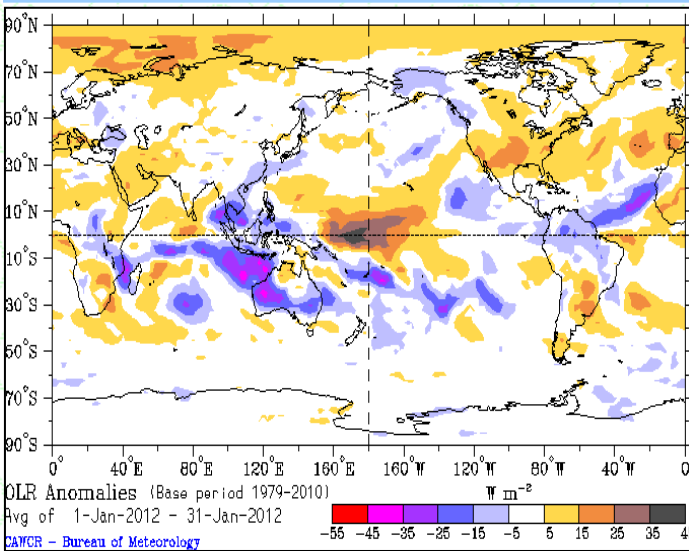 90°N
70°N
50°N
30°N
10°N
10°S
30°S
50°S
70°S
90°S
0° 40°E 80°E 120°E 160°E 160°W 120°W 80°W 40°W 0
OLR Anomalies (Base period 1979-2010) W m⁻²
Avg of 1-Jan-2012 - 31-Jan-2012
-55 -45 -35 -25 -15 -5 5 15 25 35 4
CAWCR - Bureau of Meteorology